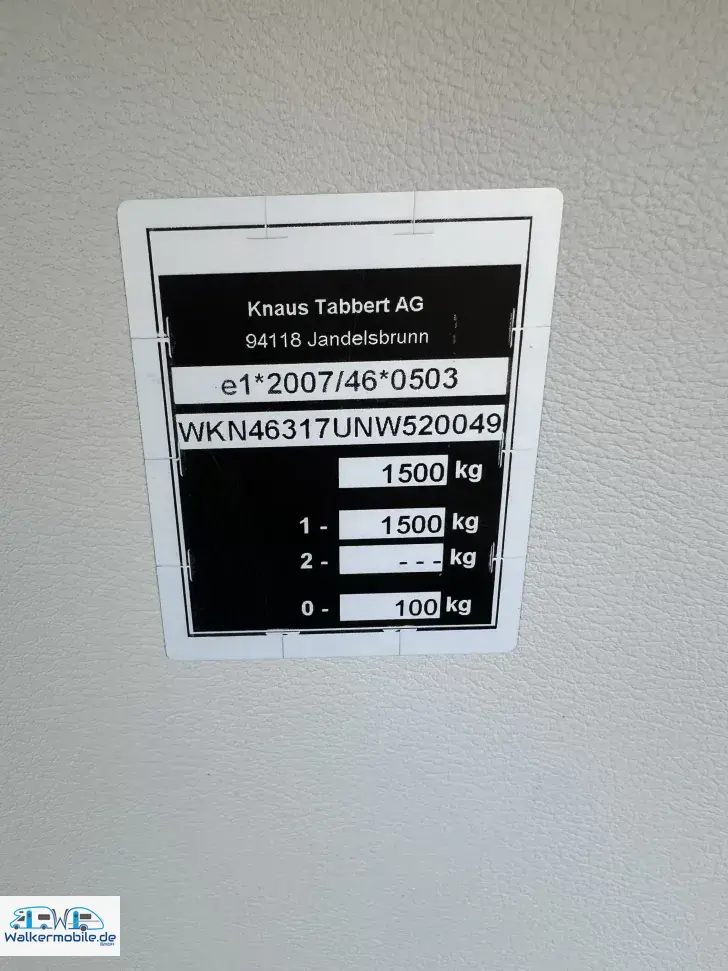 Knaus Tabbert AG
94118 Jandelsbrunn
e1*2007/46*0503
WKN46317UNW520049
1500 kg
1 - 1500 kg
2 - - - - kg
0 - 100 kg
Walkermobile.de
GmbH